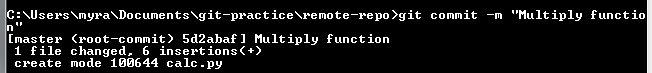 C:\Users\myra\Documents\git-practice\remote-repo>git commit -m "Multiply functio
n"
[master (root-commit) 5d2abaf] Multiply function
 1 file changed, 6 insertions(+)
 create mode 100644 calc.py